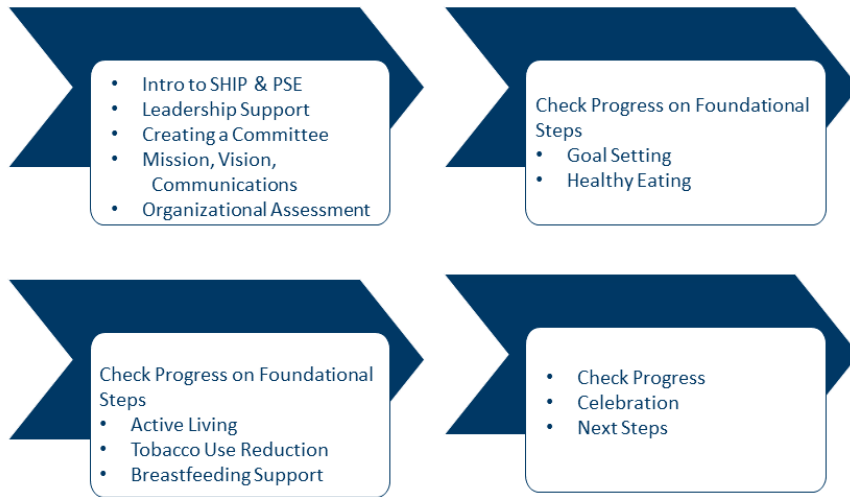 • Intro to SHIP & PSE
• Leadership Support
• Creating a Committee
• Mission, Vision,
Communications
• Organizational Assessment
Check Progress on Foundational
Steps
• Goal Setting
• Healthy Eating
Check Progress on Foundational
Steps
• Active Living
• Tobacco Use Reduction
• Breastfeeding Support
• Check Progress
• Celebration
• Next Steps